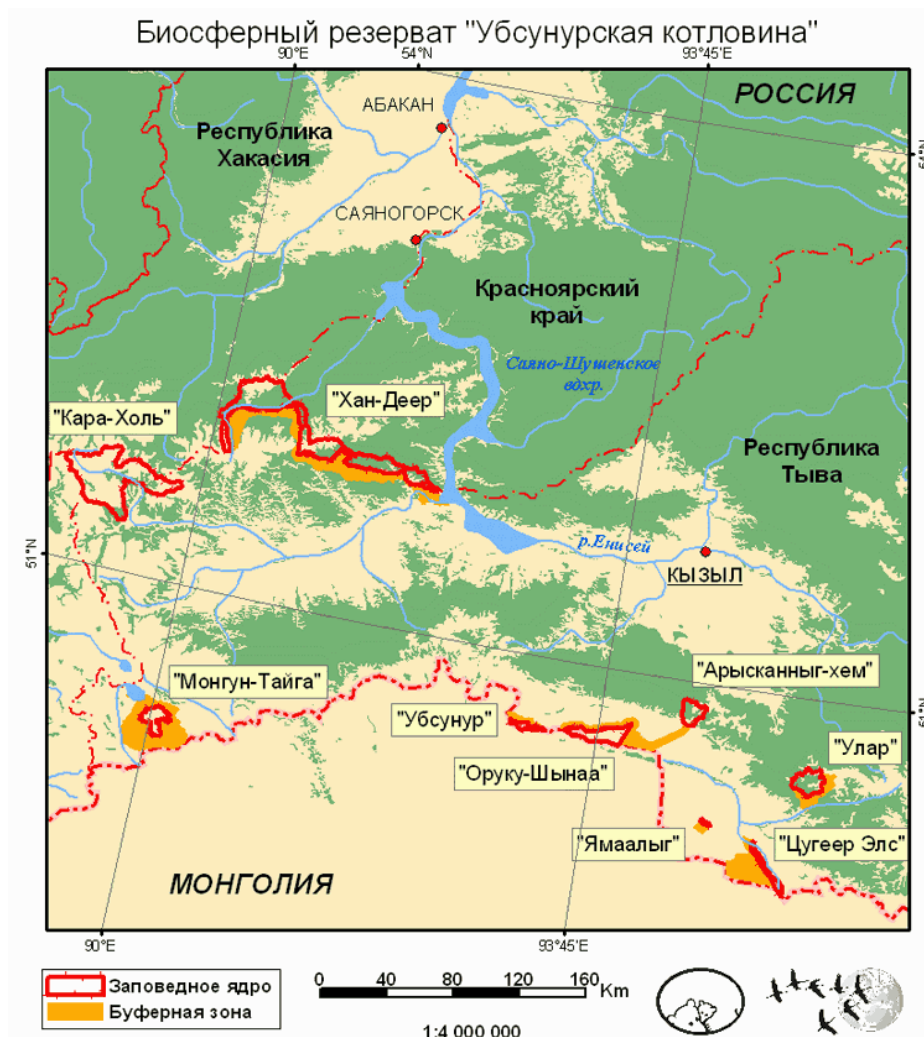 Биосферный резерват "Убсунурская котловина"
90°E
54°N
93°45'E
РОССИЯ
АБАКАН
Республика
Хакасия
54°N
САЯНОГОРСК
Красноярский
край
Саяно-Шушенское
вдхр.
"Хан-Деер"
"Кара-Холь"
Республика
Тыва
р.Енисей
51°N
КЫЗЫЛ
"Арысканныг-хем"
"Монгун-Тайга"
"Убсунур"
51°N
"Улар"
"Оруку-Шынаа"
"Ямаалыг"
"Цугеер Элс"
МОНГОЛИЯ
90°E
93°45'E
Заповедное ядро
Буферная зона
0 40 80 120 160
Km
1:4 000 000